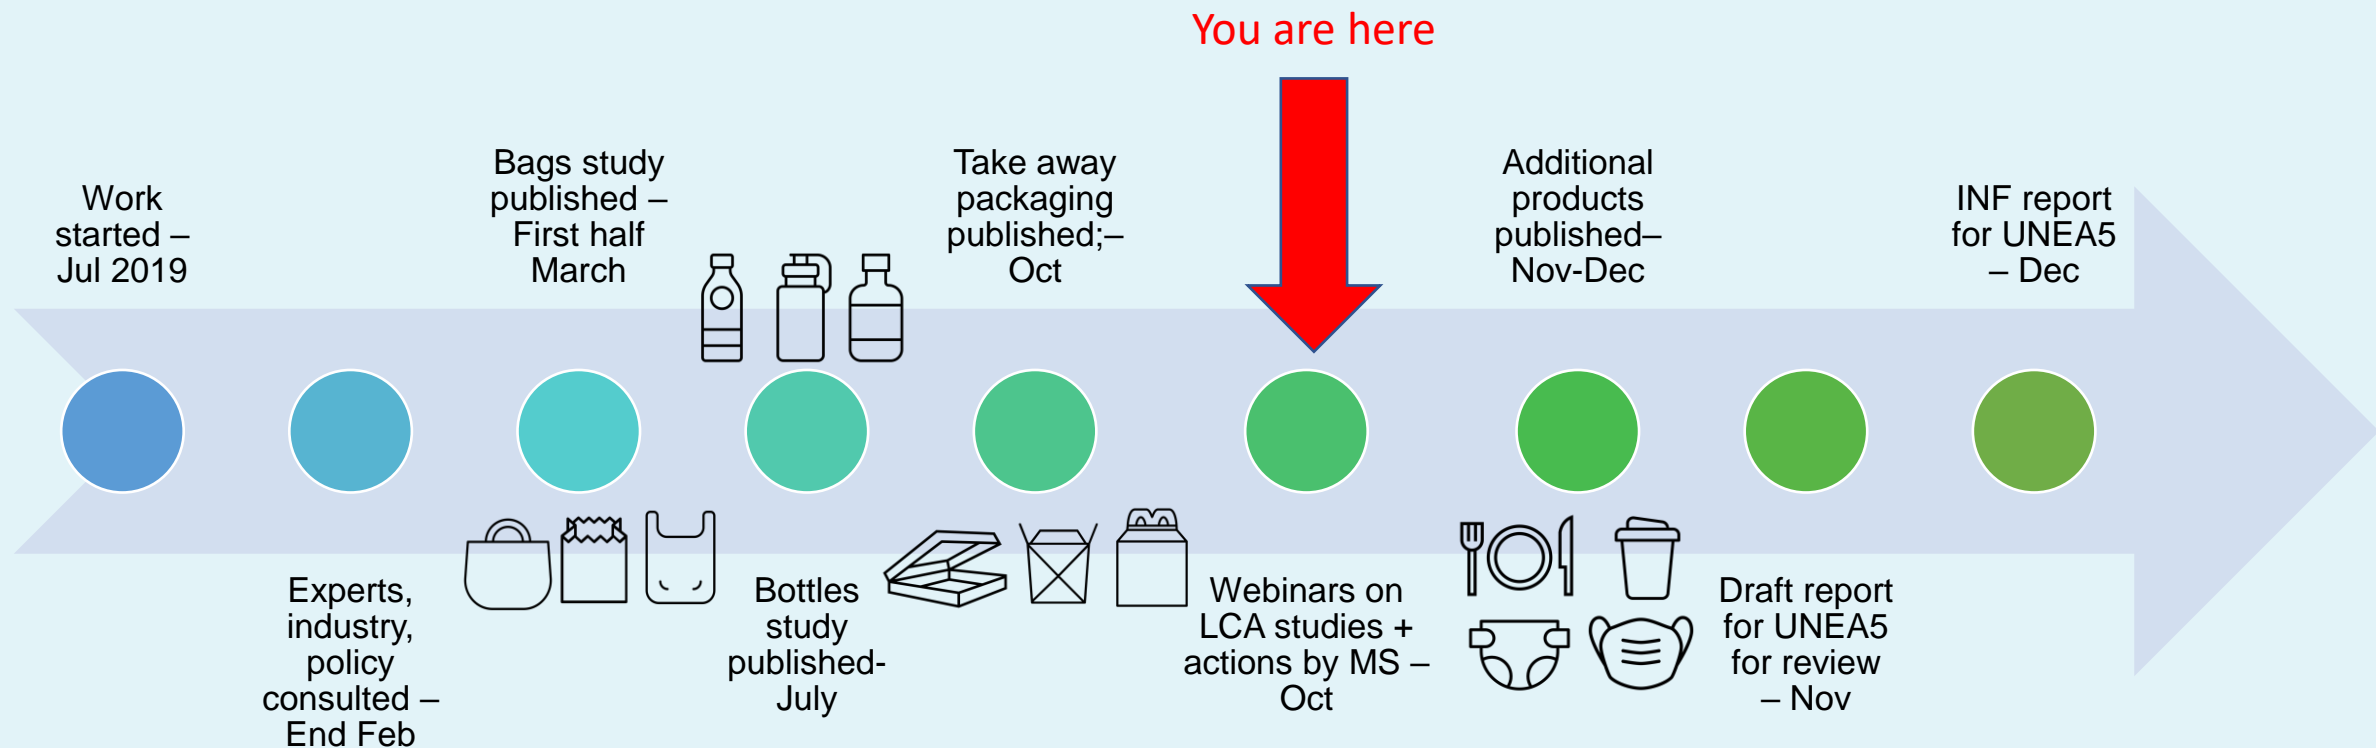 You are here
Work
started –
Jul 2019
Experts,
industry,
policy
consulted –
End Feb
Bags study
published –
First half
March
Bottles
study
published-
July
Take away
packaging
published;–
Oct
Webinars on
LCA studies +
actions by MS –
Oct
Additional
products
published–
Nov-Dec
Draft report
for UNEA5
for review
– Nov
INF report
for UNEA5
– Dec